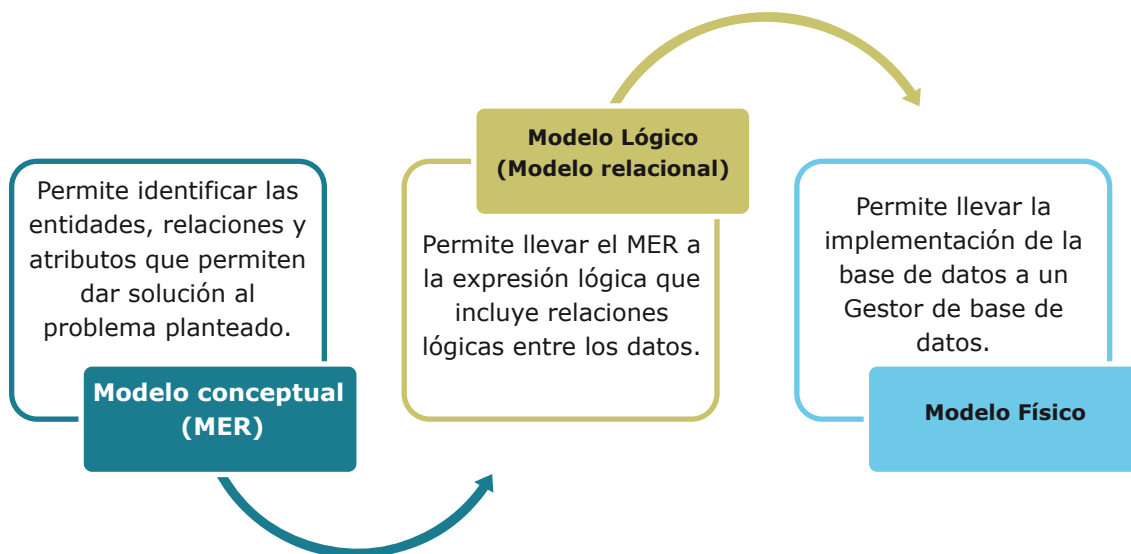 Permite identificar las
entidades, relaciones y
atributos que permiten
dar solución al
problema planteado.
Modelo conceptual
(MER)
Modelo Lógico
(Modelo relacional)
Permite llevar el MER a
la expresión lógica que
incluye relaciones
lógicas entre los datos.
Permite llevar la
implementación de la
base de datos a un
Gestor de base de
datos.
Modelo Físico